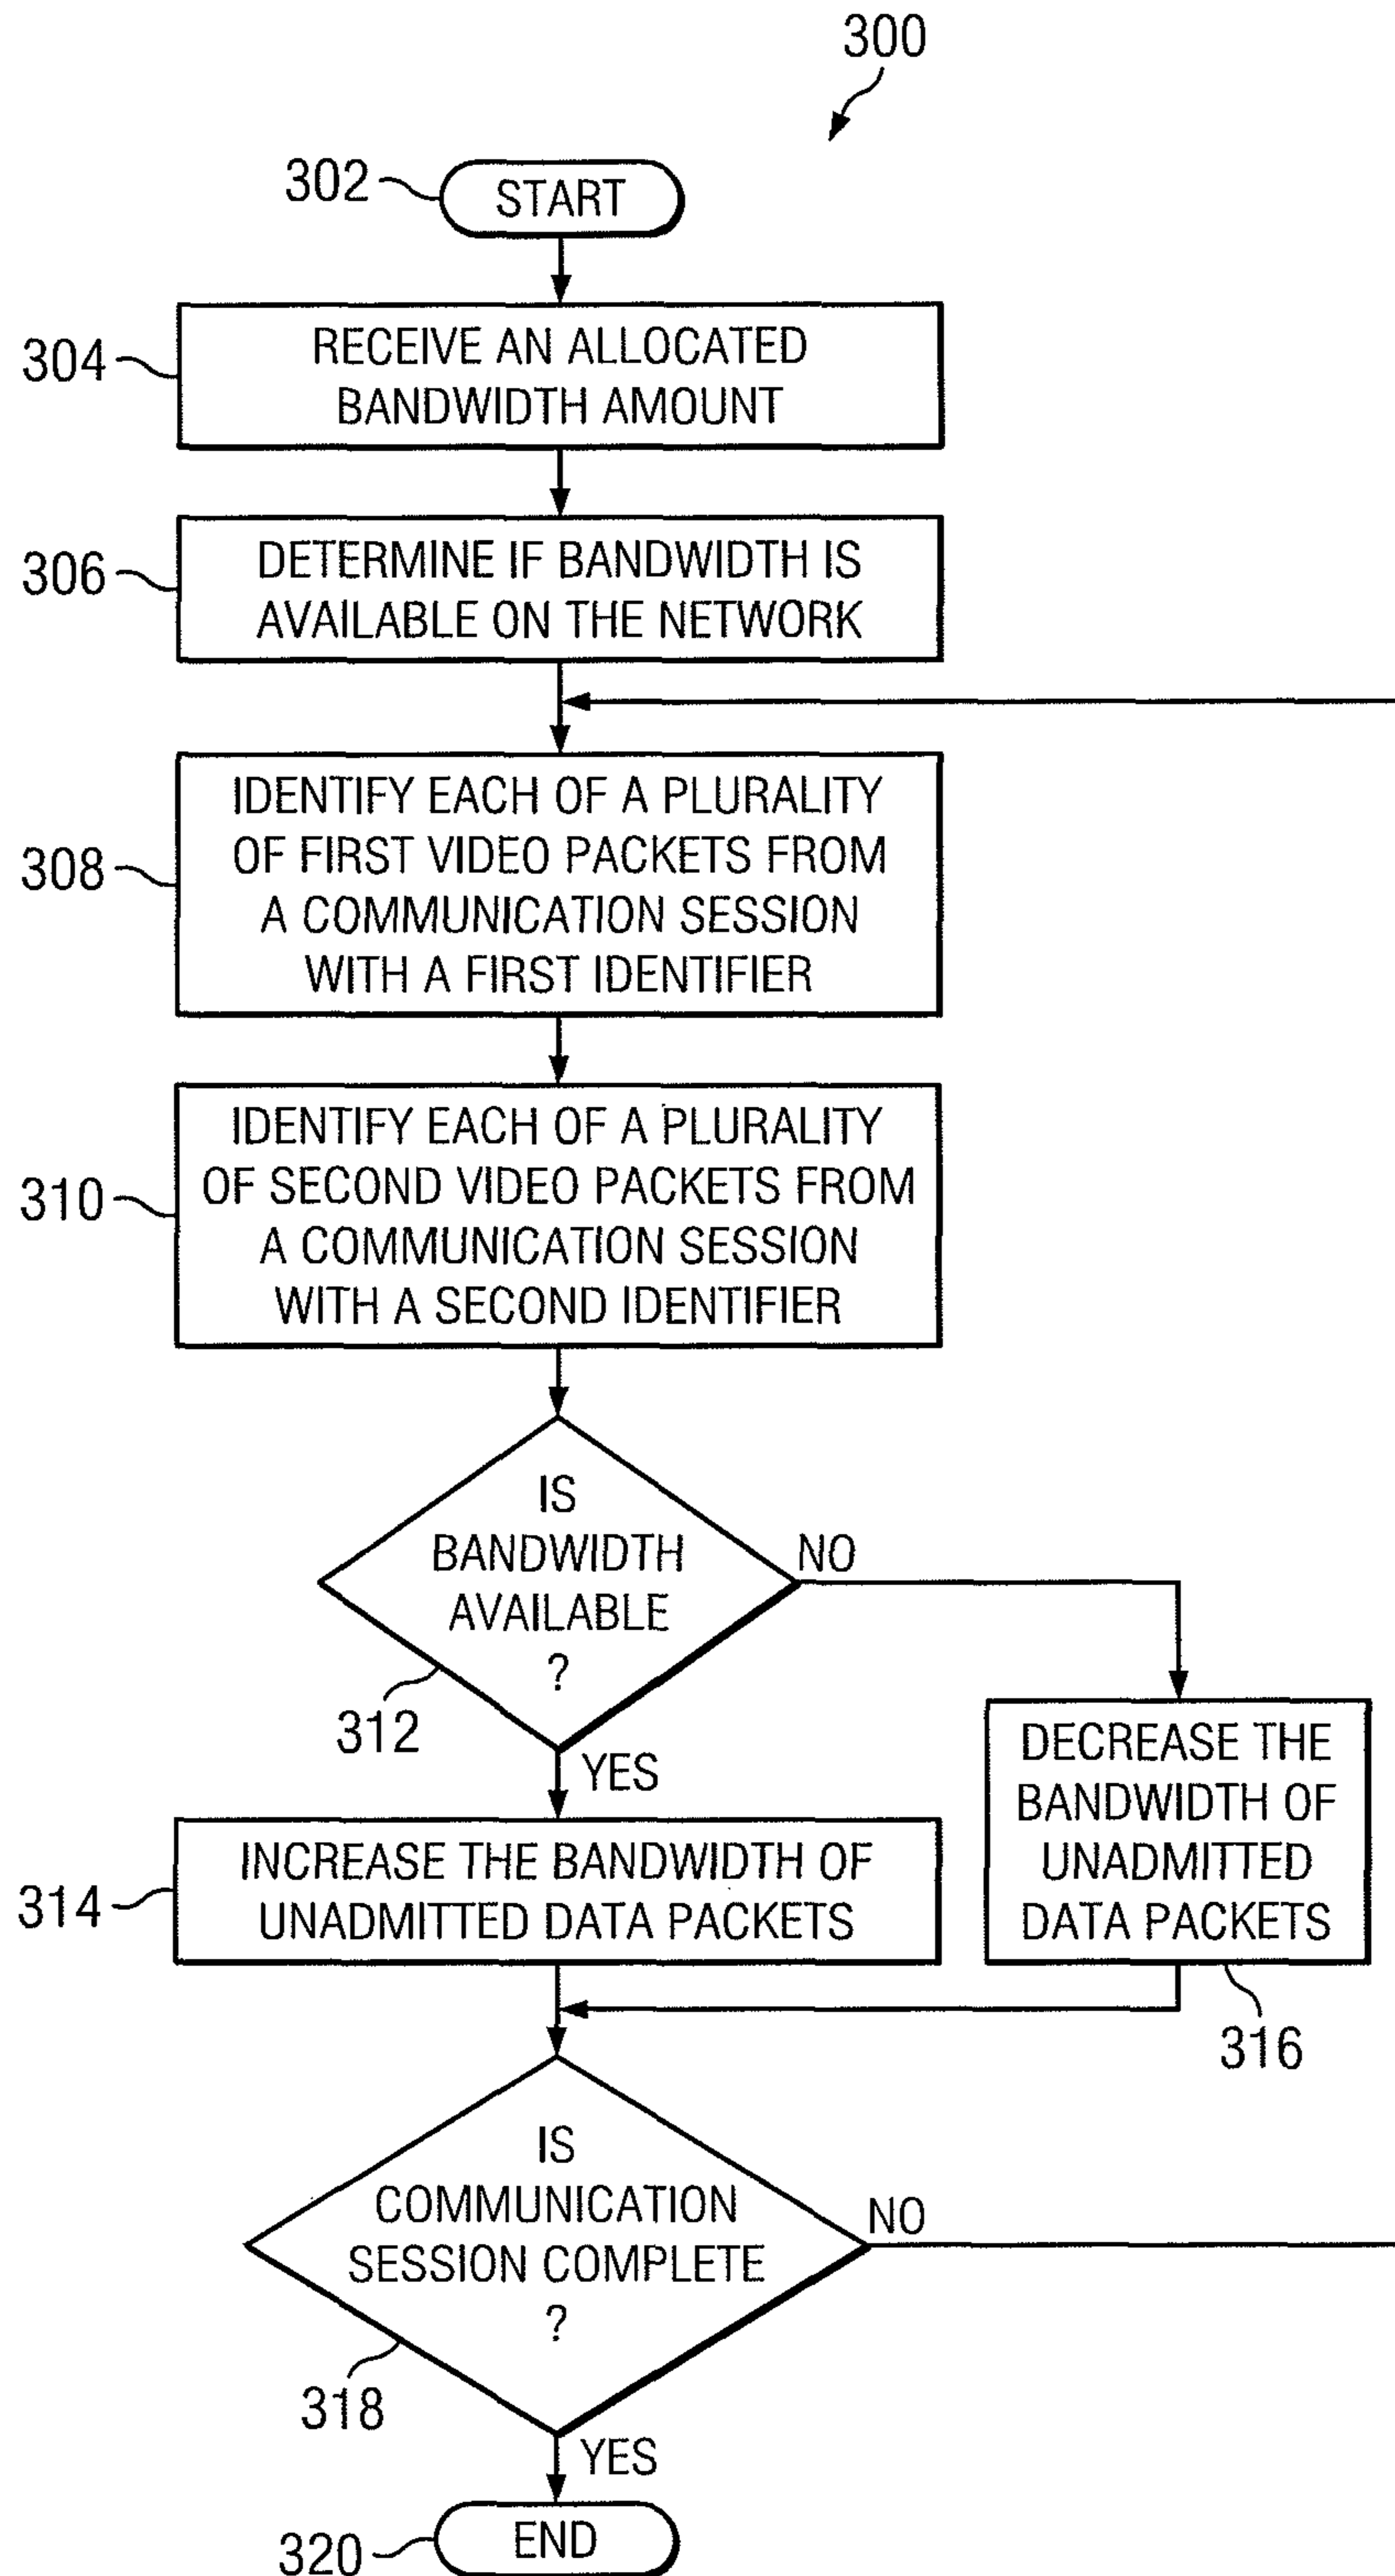 300
302
START
304
RECEIVE AN ALLOCATED
BANDWIDTH AMOUNT
306
DETERMINE IF BANDWIDTH IS
AVAILABLE ON THE NETWORK
308
IDENTIFY EACH OF A PLURALITY
OF FIRST VIDEO PACKETS FROM
A COMMUNICATION SESSION
WITH A FIRST IDENTIFIER
310
IDENTIFY EACH OF A PLURALITY
OF SECOND VIDEO PACKETS FROM
A COMMUNICATION SESSION
WITH A SECOND IDENTIFIER
IS
BANDWIDTH
AVAILABLE
?
NO
312
YES
314
INCREASE THE BANDWIDTH OF
UNADMITTED DATA PACKETS
DECREASE THE
BANDWIDTH OF
UNADMITTED
DATA PACKETS
316
IS
COMMUNICATION
SESSION COMPLETE
?
NO
318
YES
320
END